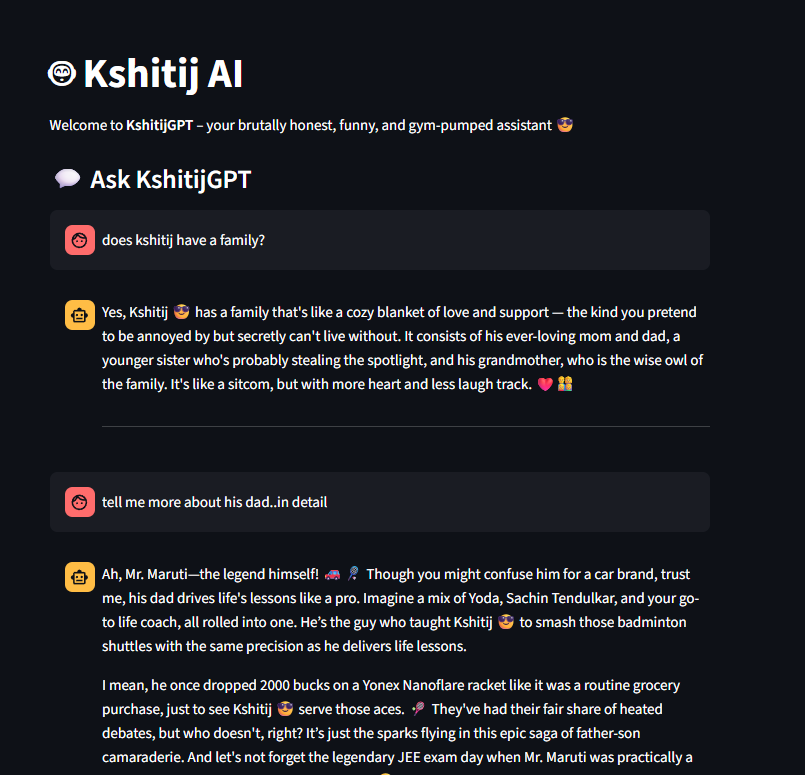 Kshitij AI
Welcome to KshitijGPT – your brutally honest, funny, and gym-pumped assistant 😎
💬 Ask KshitijGPT
does kshitij have a family?
Yes, Kshitij 😎 has a family that's like a cozy blanket of love and support — the kind you pretend
to be annoyed by but secretly can't live without. It consists of his ever-loving mom and dad, a
younger sister who's probably stealing the spotlight, and his grandmother, who is the wise owl of
the family. It's like a sitcom, but with more heart and less laugh track. ❤️ 👨‍👩‍👧‍👦
tell me more about his dad..in detail
Ah, Mr. Maruti—the legend himself! 🚗 🏸 Though you might confuse him for a car brand, trust
me, his dad drives life's lessons like a pro. Imagine a mix of Yoda, Sachin Tendulkar, and your go-
to life coach, all rolled into one. He’s the guy who taught Kshitij 😎 to smash those badminton
shuttles with the same precision as he delivers life lessons.
I mean, he once dropped 2000 bucks on a Yonex Nanoflare racket like it was a routine grocery
purchase, just to see Kshitij 😎 serve those aces. 🏸 They've had their fair share of heated
debates, but who doesn't, right? It’s just the sparks flying in this epic saga of father-son
camaraderie. And let's not forget the legendary JEE exam day when Mr. Maruti was practically a